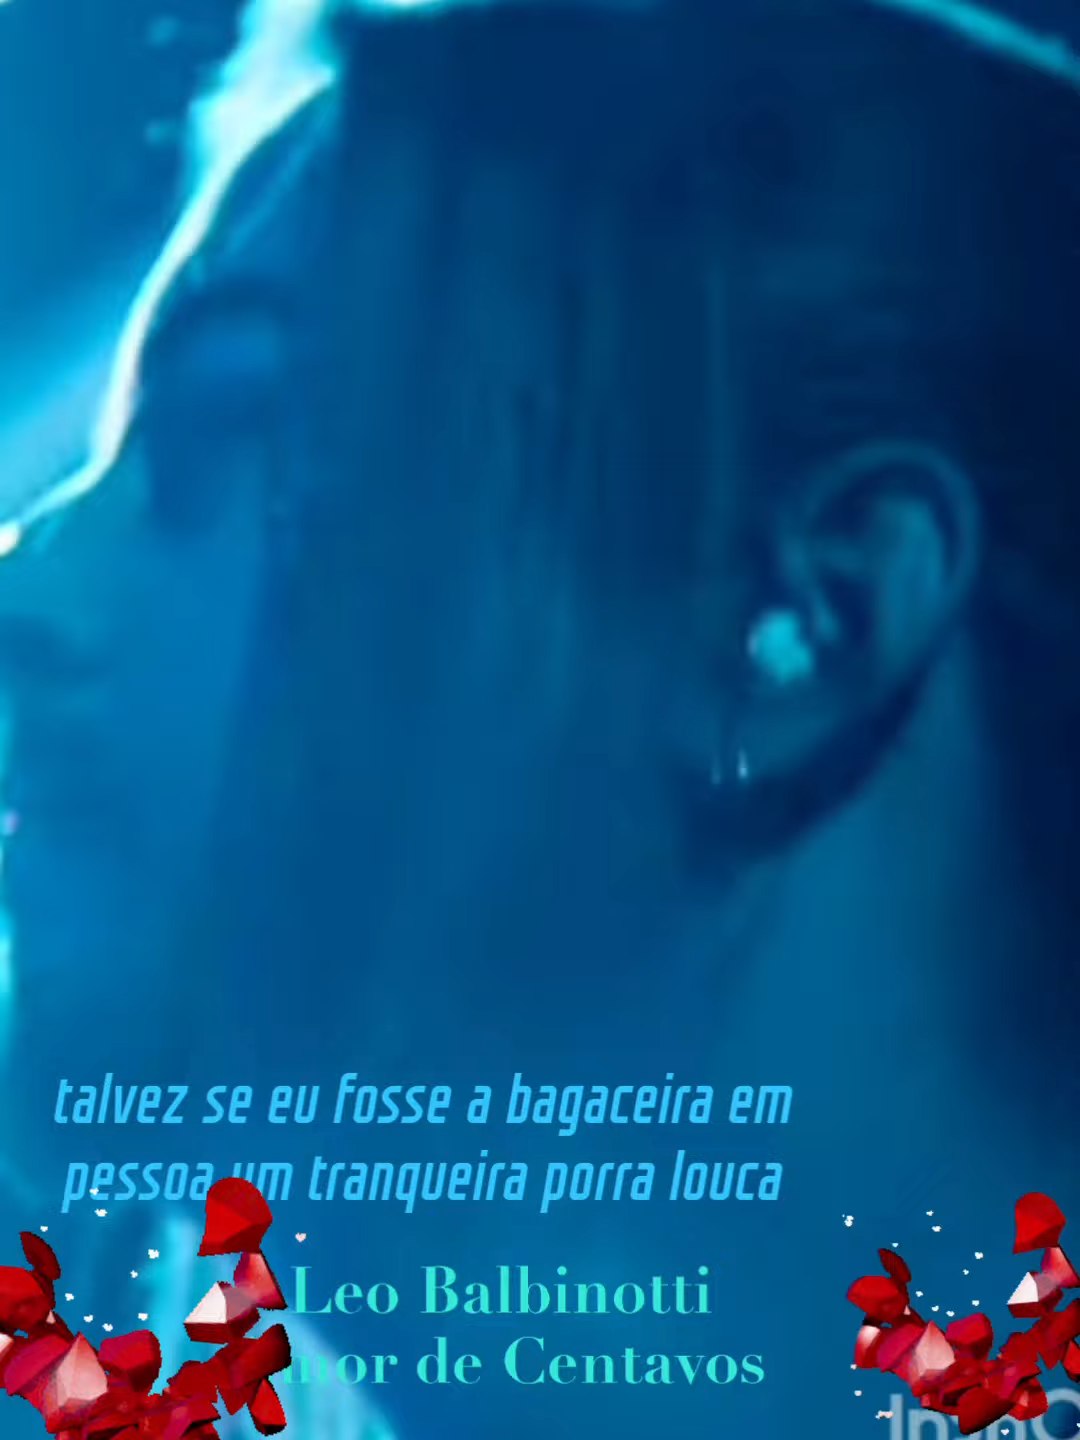 talvez se eu fosse a bagaceira em
pessoa um tranqueira porra louca
Leo Balbinotti
mor de Centavos